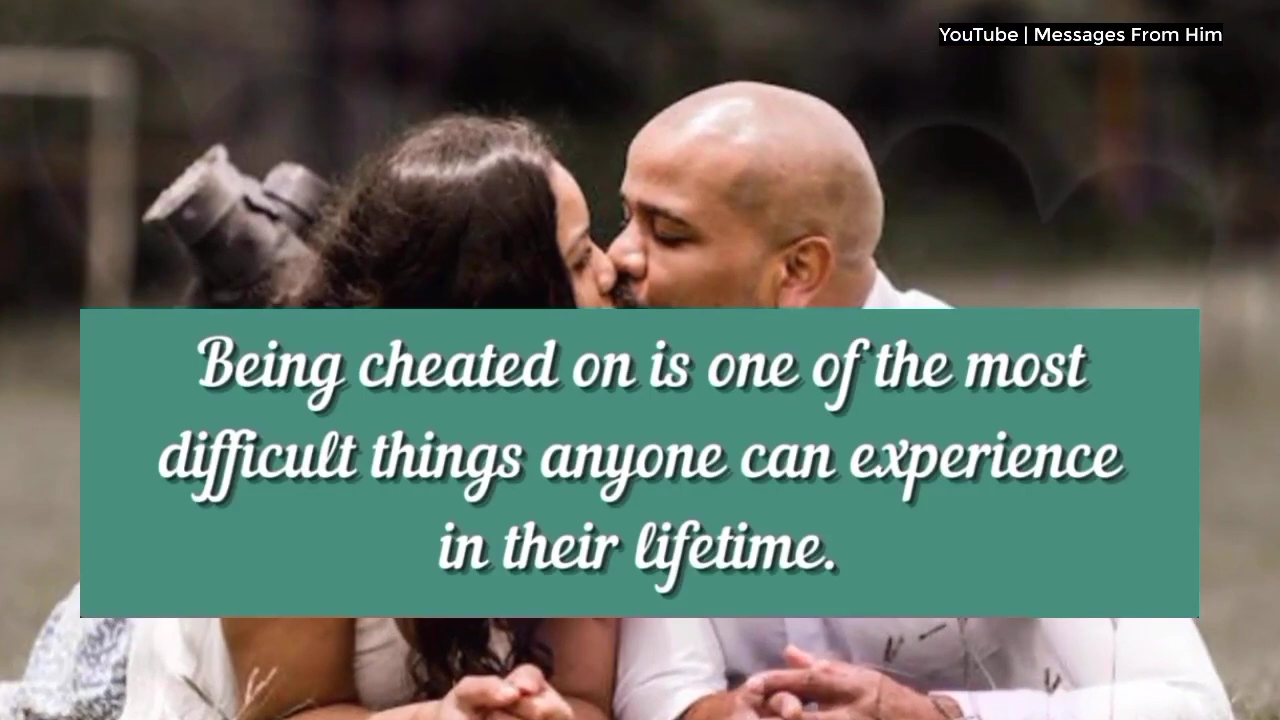 YouTube | Messages From Him
Being cheated on is one of the most
difficult things anyone can experience
in their lifetime.